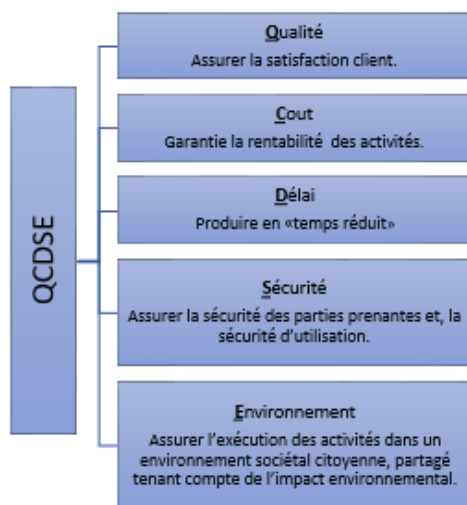 QCDSE
Qualité
Assurer la satisfaction client.
Cout
Garantie la rentabilité des activités.
Délai
Produire en «temps réduit»
Sécurité
Assurer la sécurité des parties prenantes et, la
sécurité d'utilisation.
Environnement
Assurer l'exécution des activités dans un
environnement sociétal citoyenne, partagé
tenant compte de l'impact environnemental.